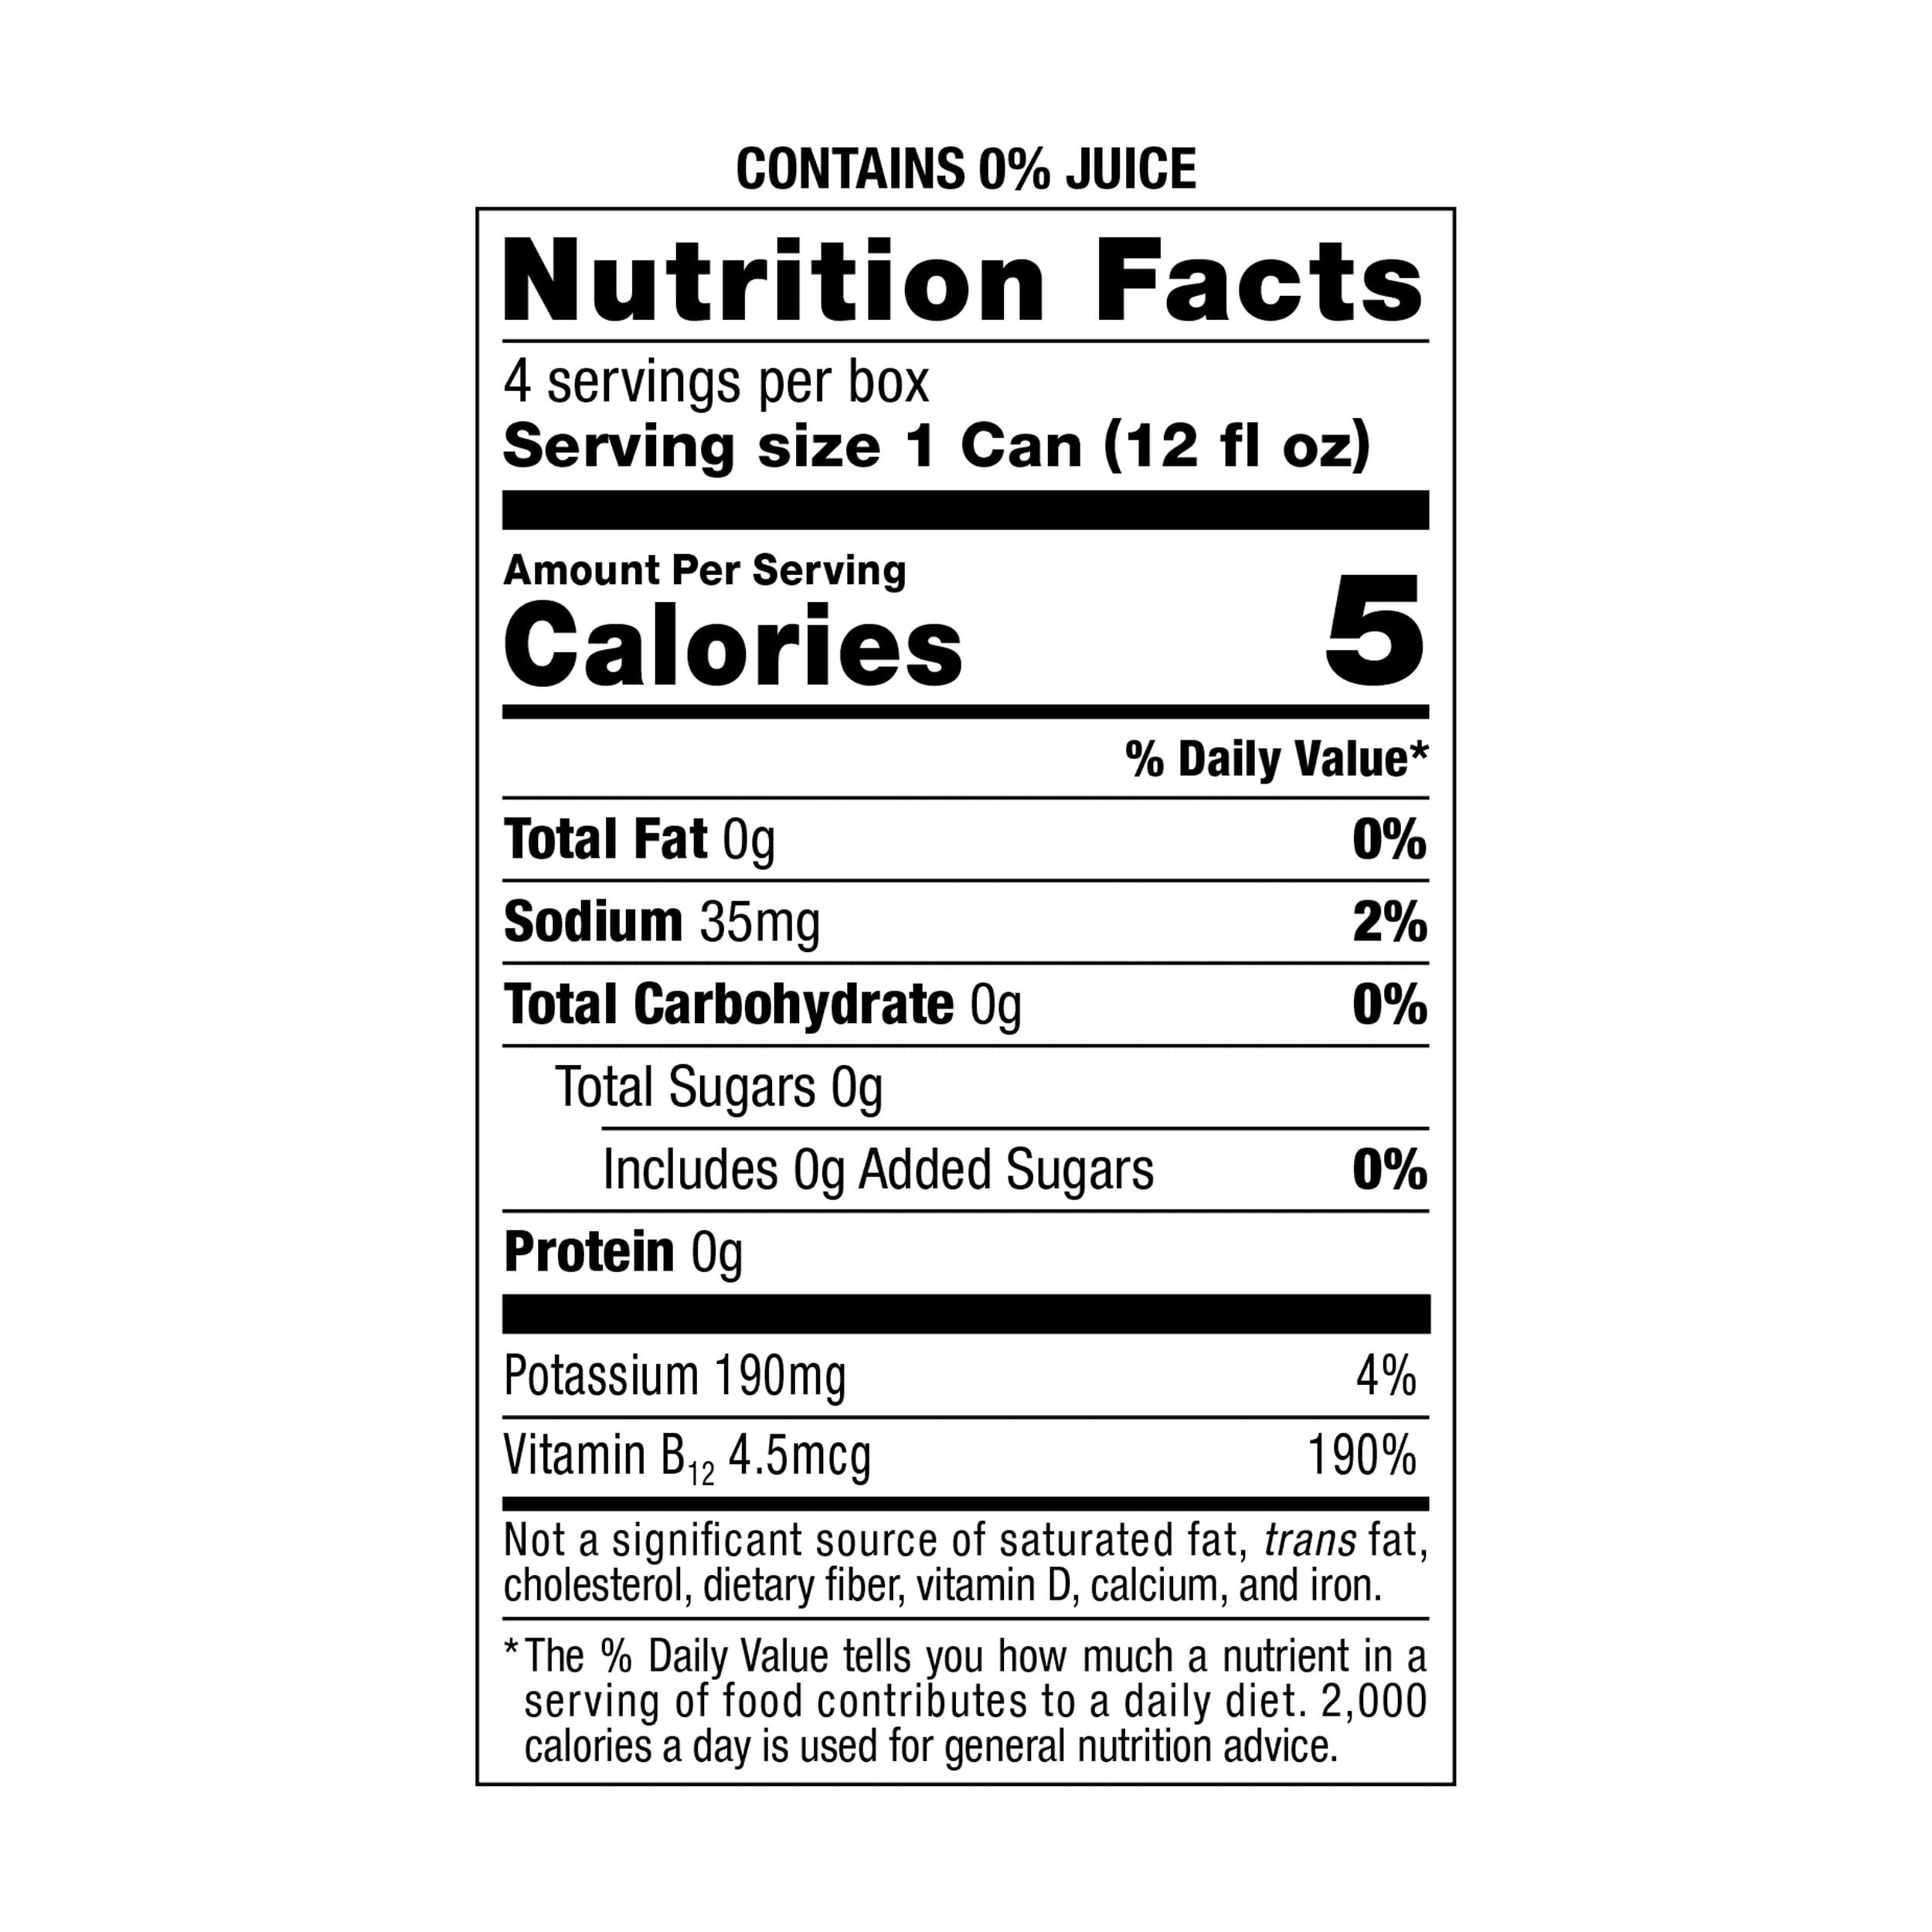 CONTAINS 0% JUICE
Nutrition Facts
4 servings per box
Serving size 1 Can (12 fl oz)
Amount Per Serving
Calories 5
% Daily Value*
Total Fat 0g 0%
Sodium 35mg 2%
Total Carbohydrate 0g 0%
Total Sugars 0g
Includes 0g Added Sugars 0%
Protein 0g
Potassium 190mg 4%
Vitamin B₁₂ 4.5mcg 190%
Not a significant source of saturated fat, trans fat,
cholesterol, dietary fiber, vitamin D, calcium, and iron.
*The % Daily Value tells you how much a nutrient in a
serving of food contributes to a daily diet. 2,000
calories a day is used for general nutrition advice.